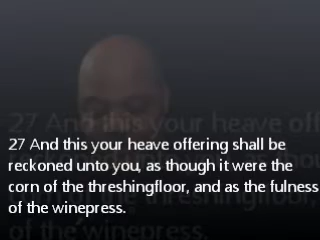 27 And this your heave offering shall be
reckoned unto you, as though it were the
corn of the threshingfloor, and as the fulness
of the winepress.